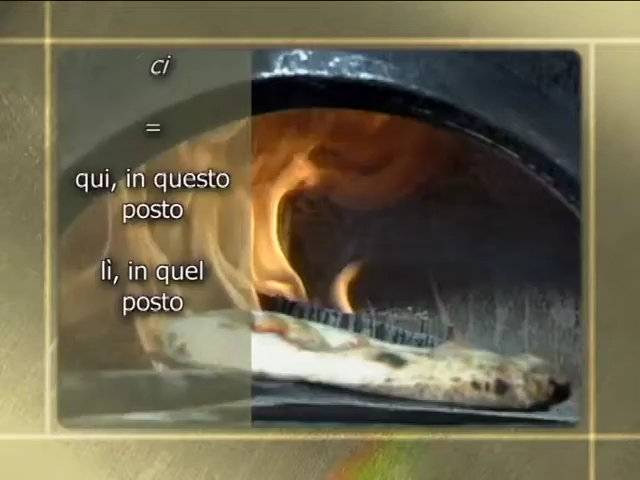 ci
=
qui, in questo
posto
lì, in quel
posto